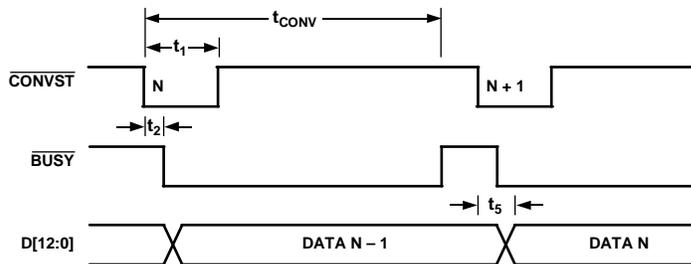 tCONV
t1
CONVST
N
N + 1
t2
BUSY
t5
D[12:0]
DATA N – 1
DATA N